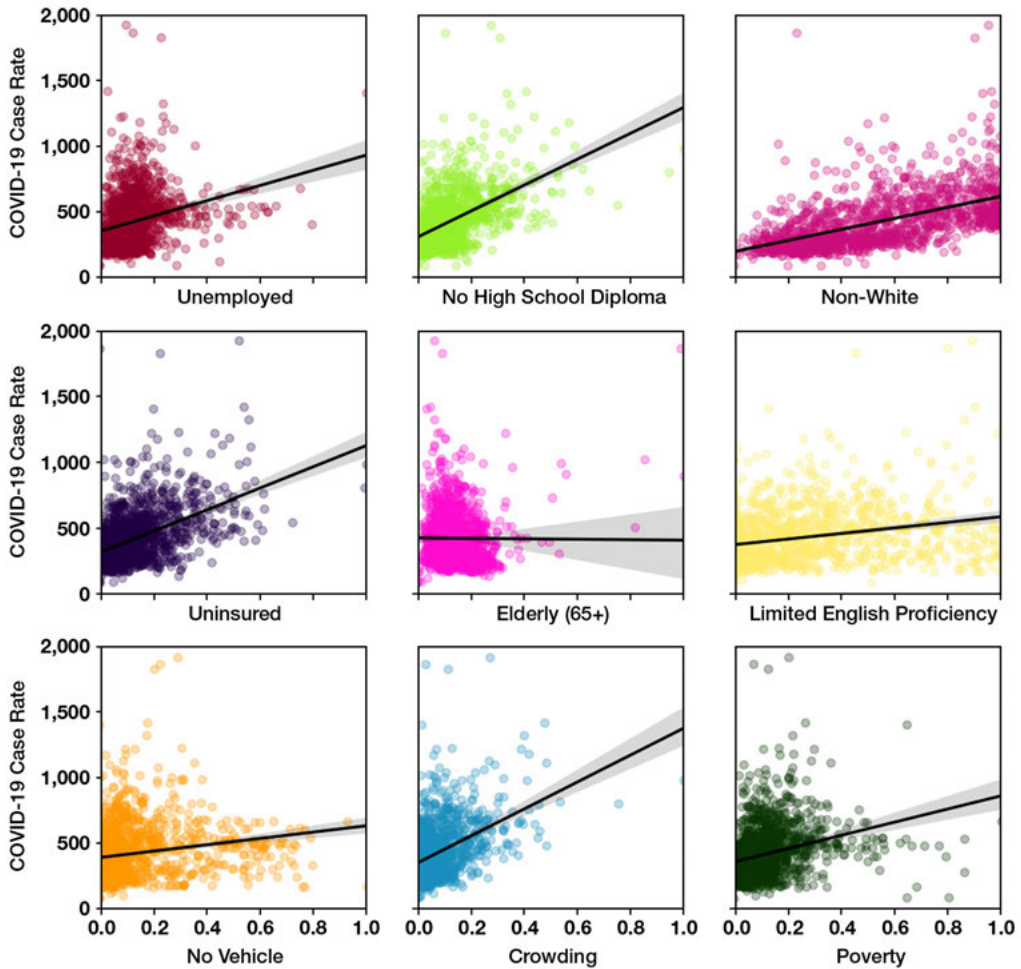 COVID-19 Case Rate
2,000
1,500
1,000
500
0
Unemployed
No High School Diploma
Non-White
COVID-19 Case Rate
2,000
1,500
1,000
500
0
Uninsured
Elderly (65+)
Limited English Proficiency
COVID-19 Case Rate
2,000
1,500
1,000
500
0
0.0 0.2 0.4 0.6 0.8 1.0
0.0 0.2 0.4 0.6 0.8 1.0
0.0 0.2 0.4 0.6 0.8 1.0
No Vehicle
Crowding
Poverty